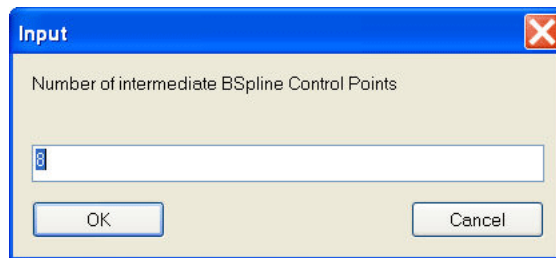 Input
Number of intermediate BSpline Control Points
8
OK
Cancel